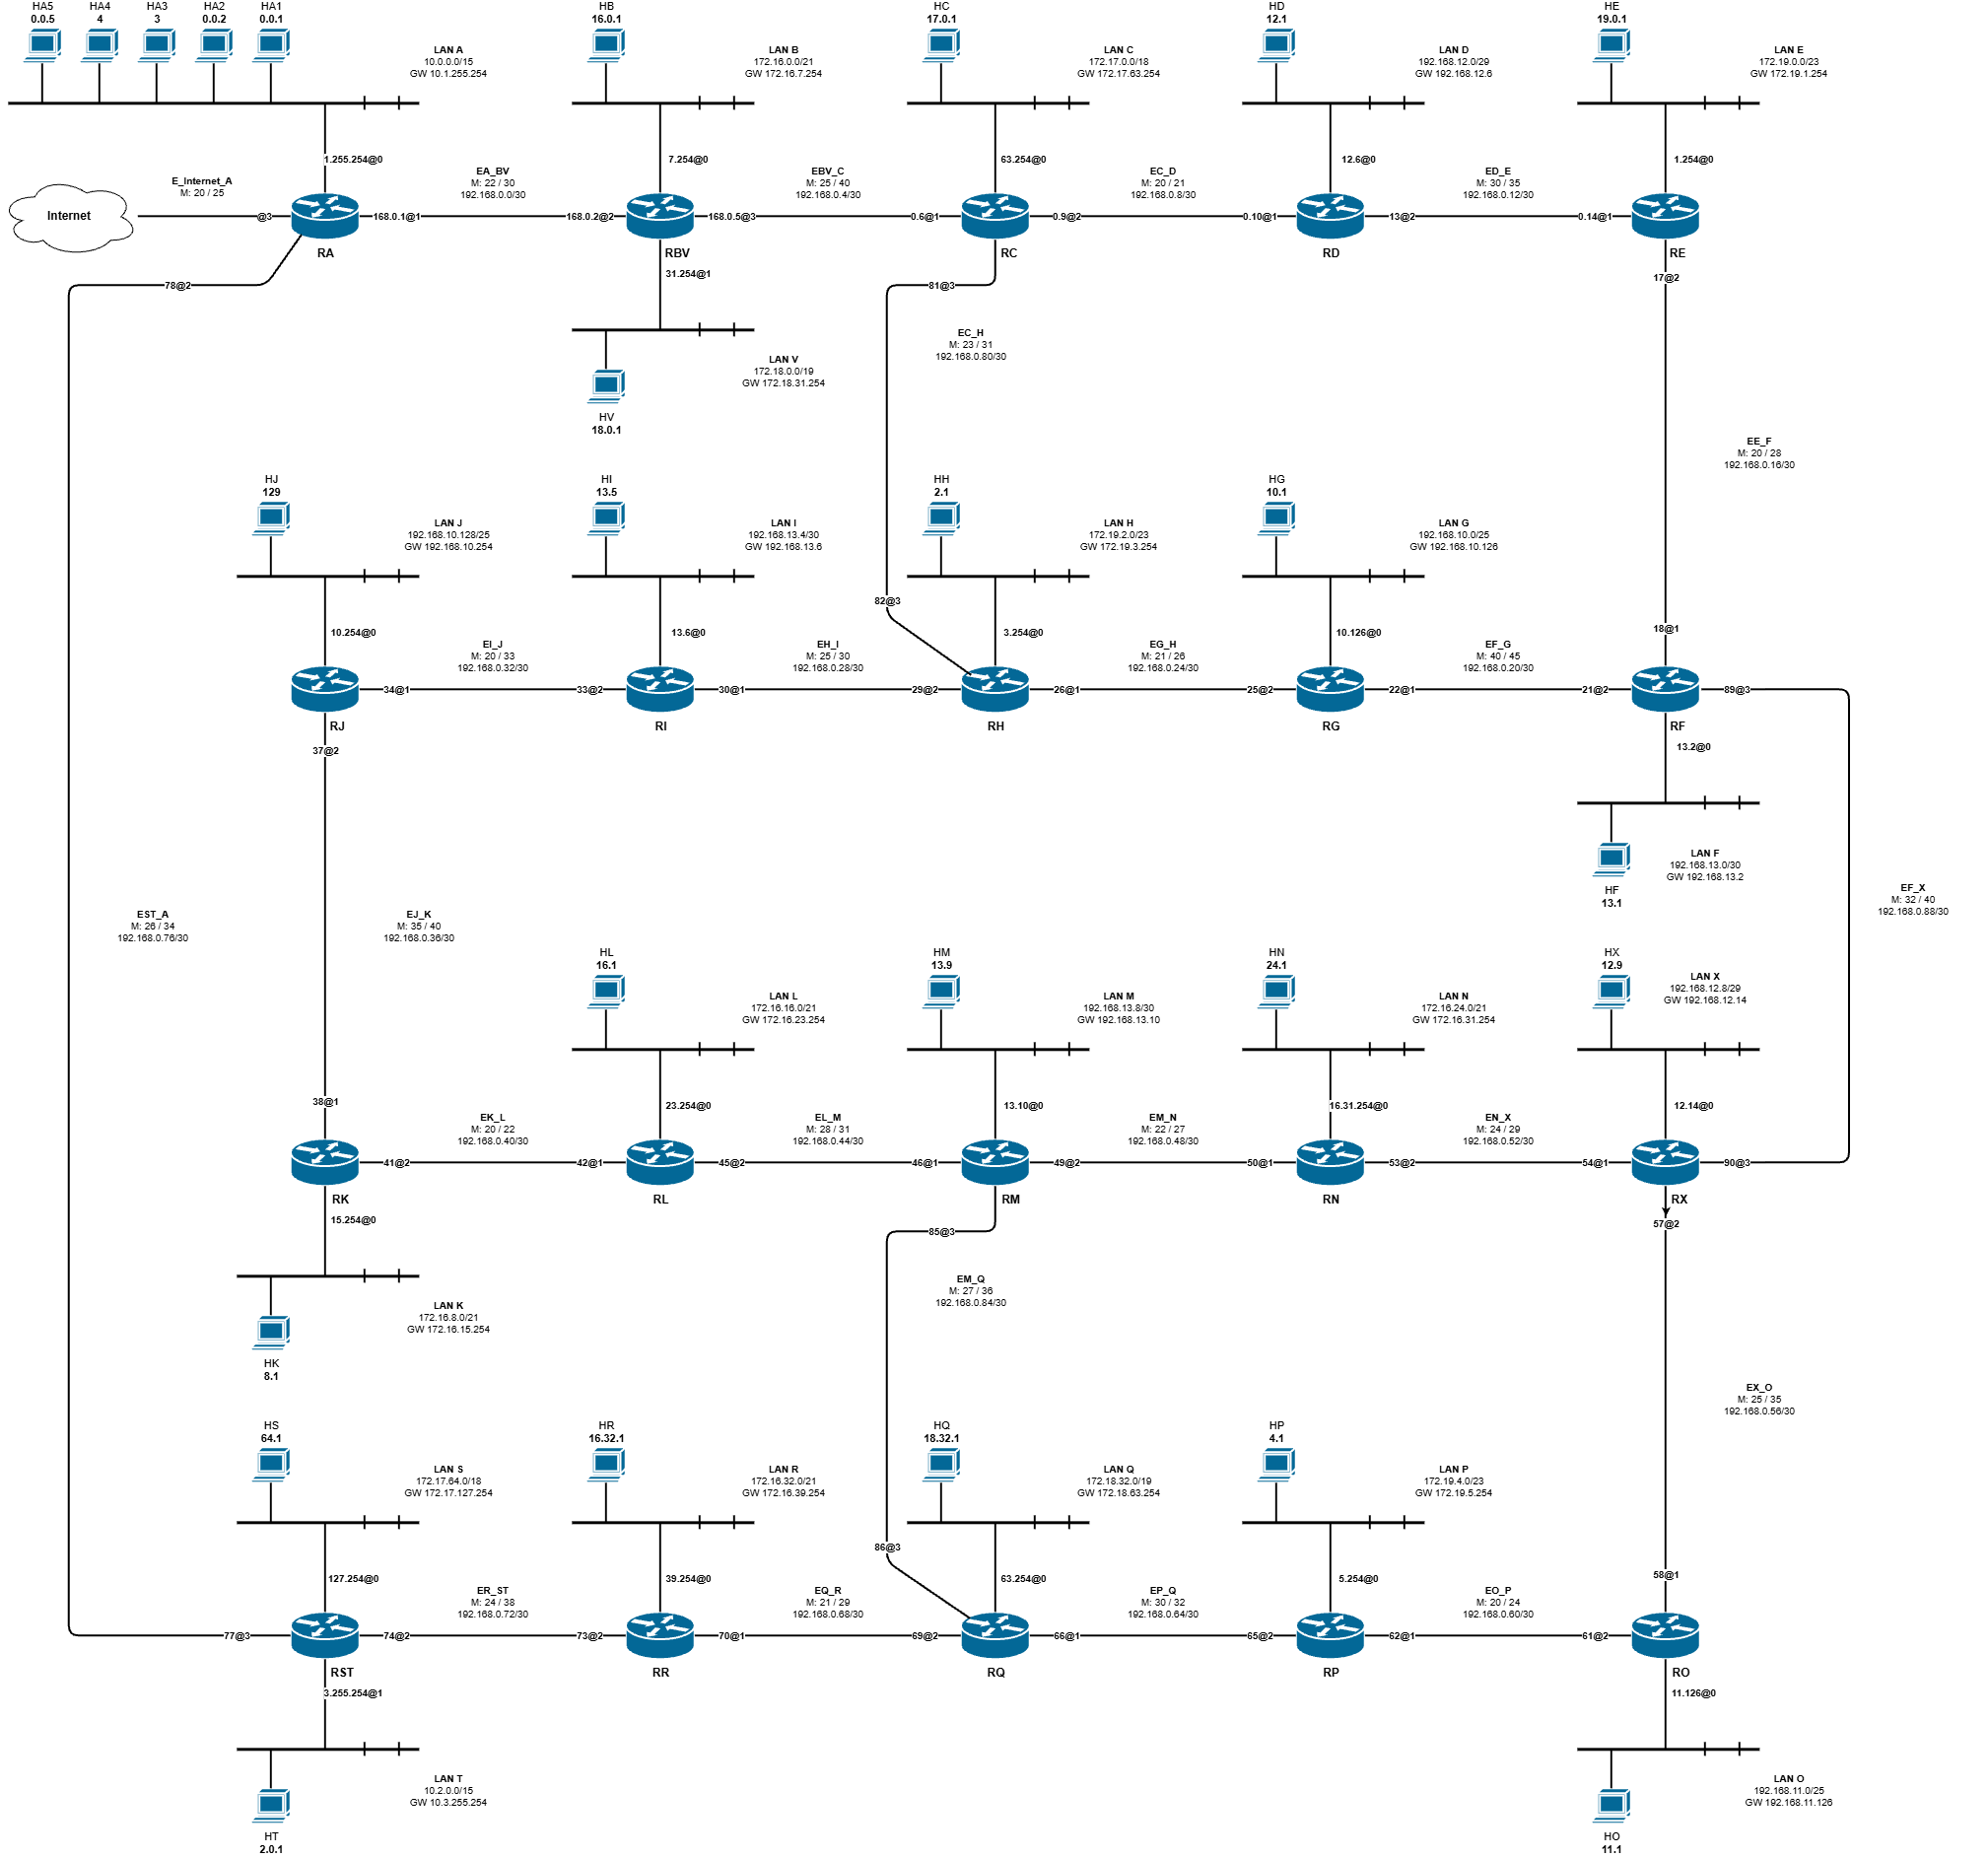 HA5
0.0.5
HA4
4
HA3
3
HA2
0.0.2
HA1
0.0.1
LAN A
10.0.0.0/15
GW 10.1.255.254
HB
16.0.1
LAN B
172.16.0.0/21
GW 172.16.7.254
HC
17.0.1
LAN C
172.17.0.0/18
GW 172.17.63.254
HD
12.1
LAN D
192.168.12.0/29
GW 192.168.12.6
HE
19.0.1
LAN E
172.19.0.0/23
GW 172.19.1.254
1.255.254@0
7.254@0
63.254@0
12.6@0
1.254@0
E_Internet_A
M: 20 / 25
EA_BV
M: 22 / 30
192.168.0.0/30
EBV_C
M: 25 / 40
192.168.0.4/30
EC_D
M: 20 / 21
192.168.0.8/30
ED_E
M: 30 / 35
192.168.0.12/30
Internet
@3
168.0.1@1
168.0.2@2
168.0.5@3
0.6@1
0.9@2
0.10@1
13@2
0.14@1
RA
RBV
RC
RD
RE
78@2
31.254@1
81@3
17@2
LAN V
172.18.0.0/19
GW 172.18.31.254
HV
18.0.1
EC_H
M: 23 / 31
192.168.0.80/30
EE_F
M: 20 / 28
192.168.0.16/30
HJ
129
LAN J
192.168.10.128/25
GW 192.168.10.254
HI
13.5
LAN I
192.168.13.4/30
GW 192.168.13.6
HH
2.1
LAN H
172.19.2.0/23
GW 172.19.3.254
HG
10.1
LAN G
192.168.10.0/25
GW 192.168.10.126
82@3
10.254@0
13.6@0
3.254@0
10.126@0
18@1
EI_J
M: 20 / 33
192.168.0.32/30
EH_I
M: 25 / 30
192.168.0.28/30
EG_H
M: 21 / 26
192.168.0.24/30
EF_G
M: 40 / 45
192.168.0.20/30
34@1
33@2
30@1
29@2
26@1
25@2
22@1
21@2
89@3
RJ
RI
RH
RG
RF
37@2
13.2@0
LAN F
192.168.13.0/30
GW 192.168.13.2
HF
13.1
EST_A
M: 26 / 34
192.168.0.76/30
EJ_K
M: 35 / 40
192.168.0.36/30
EF_X
M: 32 / 40
192.168.0.88/30
HL
16.1
LAN L
172.16.16.0/21
GW 172.16.23.254
HM
13.9
LAN M
192.168.13.8/30
GW 192.168.13.10
HN
24.1
LAN N
172.16.24.0/21
GW 172.16.31.254
HX
12.9
LAN X
192.168.12.8/29
GW 192.168.12.14
38@1
23.254@0
13.10@0
16.31.254@0
12.14@0
EK_L
M: 20 / 22
192.168.0.40/30
EL_M
M: 28 / 31
192.168.0.44/30
EM_N
M: 22 / 27
192.168.0.48/30
EN_X
M: 24 / 29
192.168.0.52/30
41@2
42@1
45@2
46@1
49@2
50@1
53@2
54@1
90@3
RK
RL
RM
RN
RX
15.254@0
85@3
57@2
LAN K
172.16.8.0/21
GW 172.16.15.254
HK
8.1
EM_Q
M: 27 / 36
192.168.0.84/30
EX_O
M: 25 / 35
192.168.0.56/30
HS
64.1
LAN S
172.17.64.0/18
GW 172.17.127.254
HR
16.32.1
LAN R
172.16.32.0/21
GW 172.16.39.254
HQ
18.32.1
LAN Q
172.18.32.0/19
GW 172.18.63.254
HP
4.1
LAN P
172.19.4.0/23
GW 172.19.5.254
86@3
127.254@0
39.254@0
63.254@0
5.254@0
58@1
ER_ST
M: 24 / 38
192.168.0.72/30
EQ_R
M: 21 / 29
192.168.0.68/30
EP_Q
M: 30 / 32
192.168.0.64/30
EO_P
M: 20 / 24
192.168.0.60/30
77@3
74@2
73@2
70@1
69@2
66@1
65@2
62@1
61@2
RST
RR
RQ
RP
RO
3.255.254@1
11.126@0
LAN T
10.2.0.0/15
GW 10.3.255.254
HT
2.0.1
LAN O
192.168.11.0/25
GW 192.168.11.126
HO
11.1